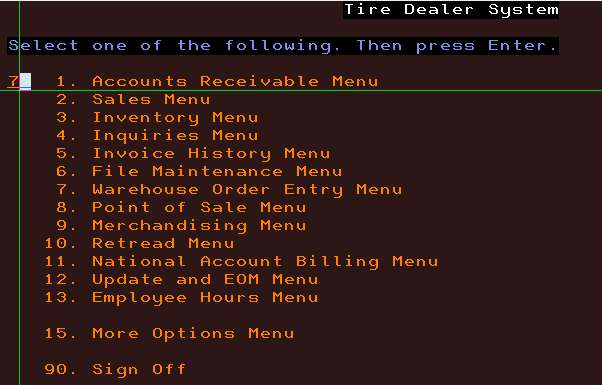 Tire Dealer System
Select one of the following. Then press Enter.
7 1. Accounts Receivable Menu
2. Sales Menu
3. Inventory Menu
4. Inquiries Menu
5. Invoice History Menu
6. File Maintenance Menu
7. Warehouse Order Entry Menu
8. Point of Sale Menu
9. Merchandising Menu
10. Retread Menu
11. National Account Billing Menu
12. Update and EOM Menu
13. Employee Hours Menu
15. More Options Menu
90. Sign Off